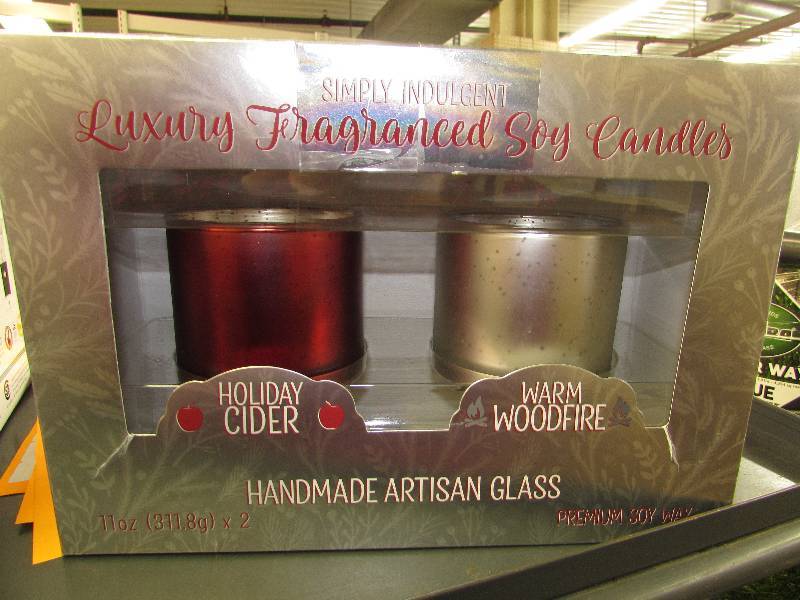 SIMPLY INDULGENT
Luxury Fragranced Soy Candles
HOLIDAY
CIDER
WARM
WOODFIRE
HANDMADE ARTISAN GLASS
11oz (311,8g) x 2
PREMIUM SOY WAX